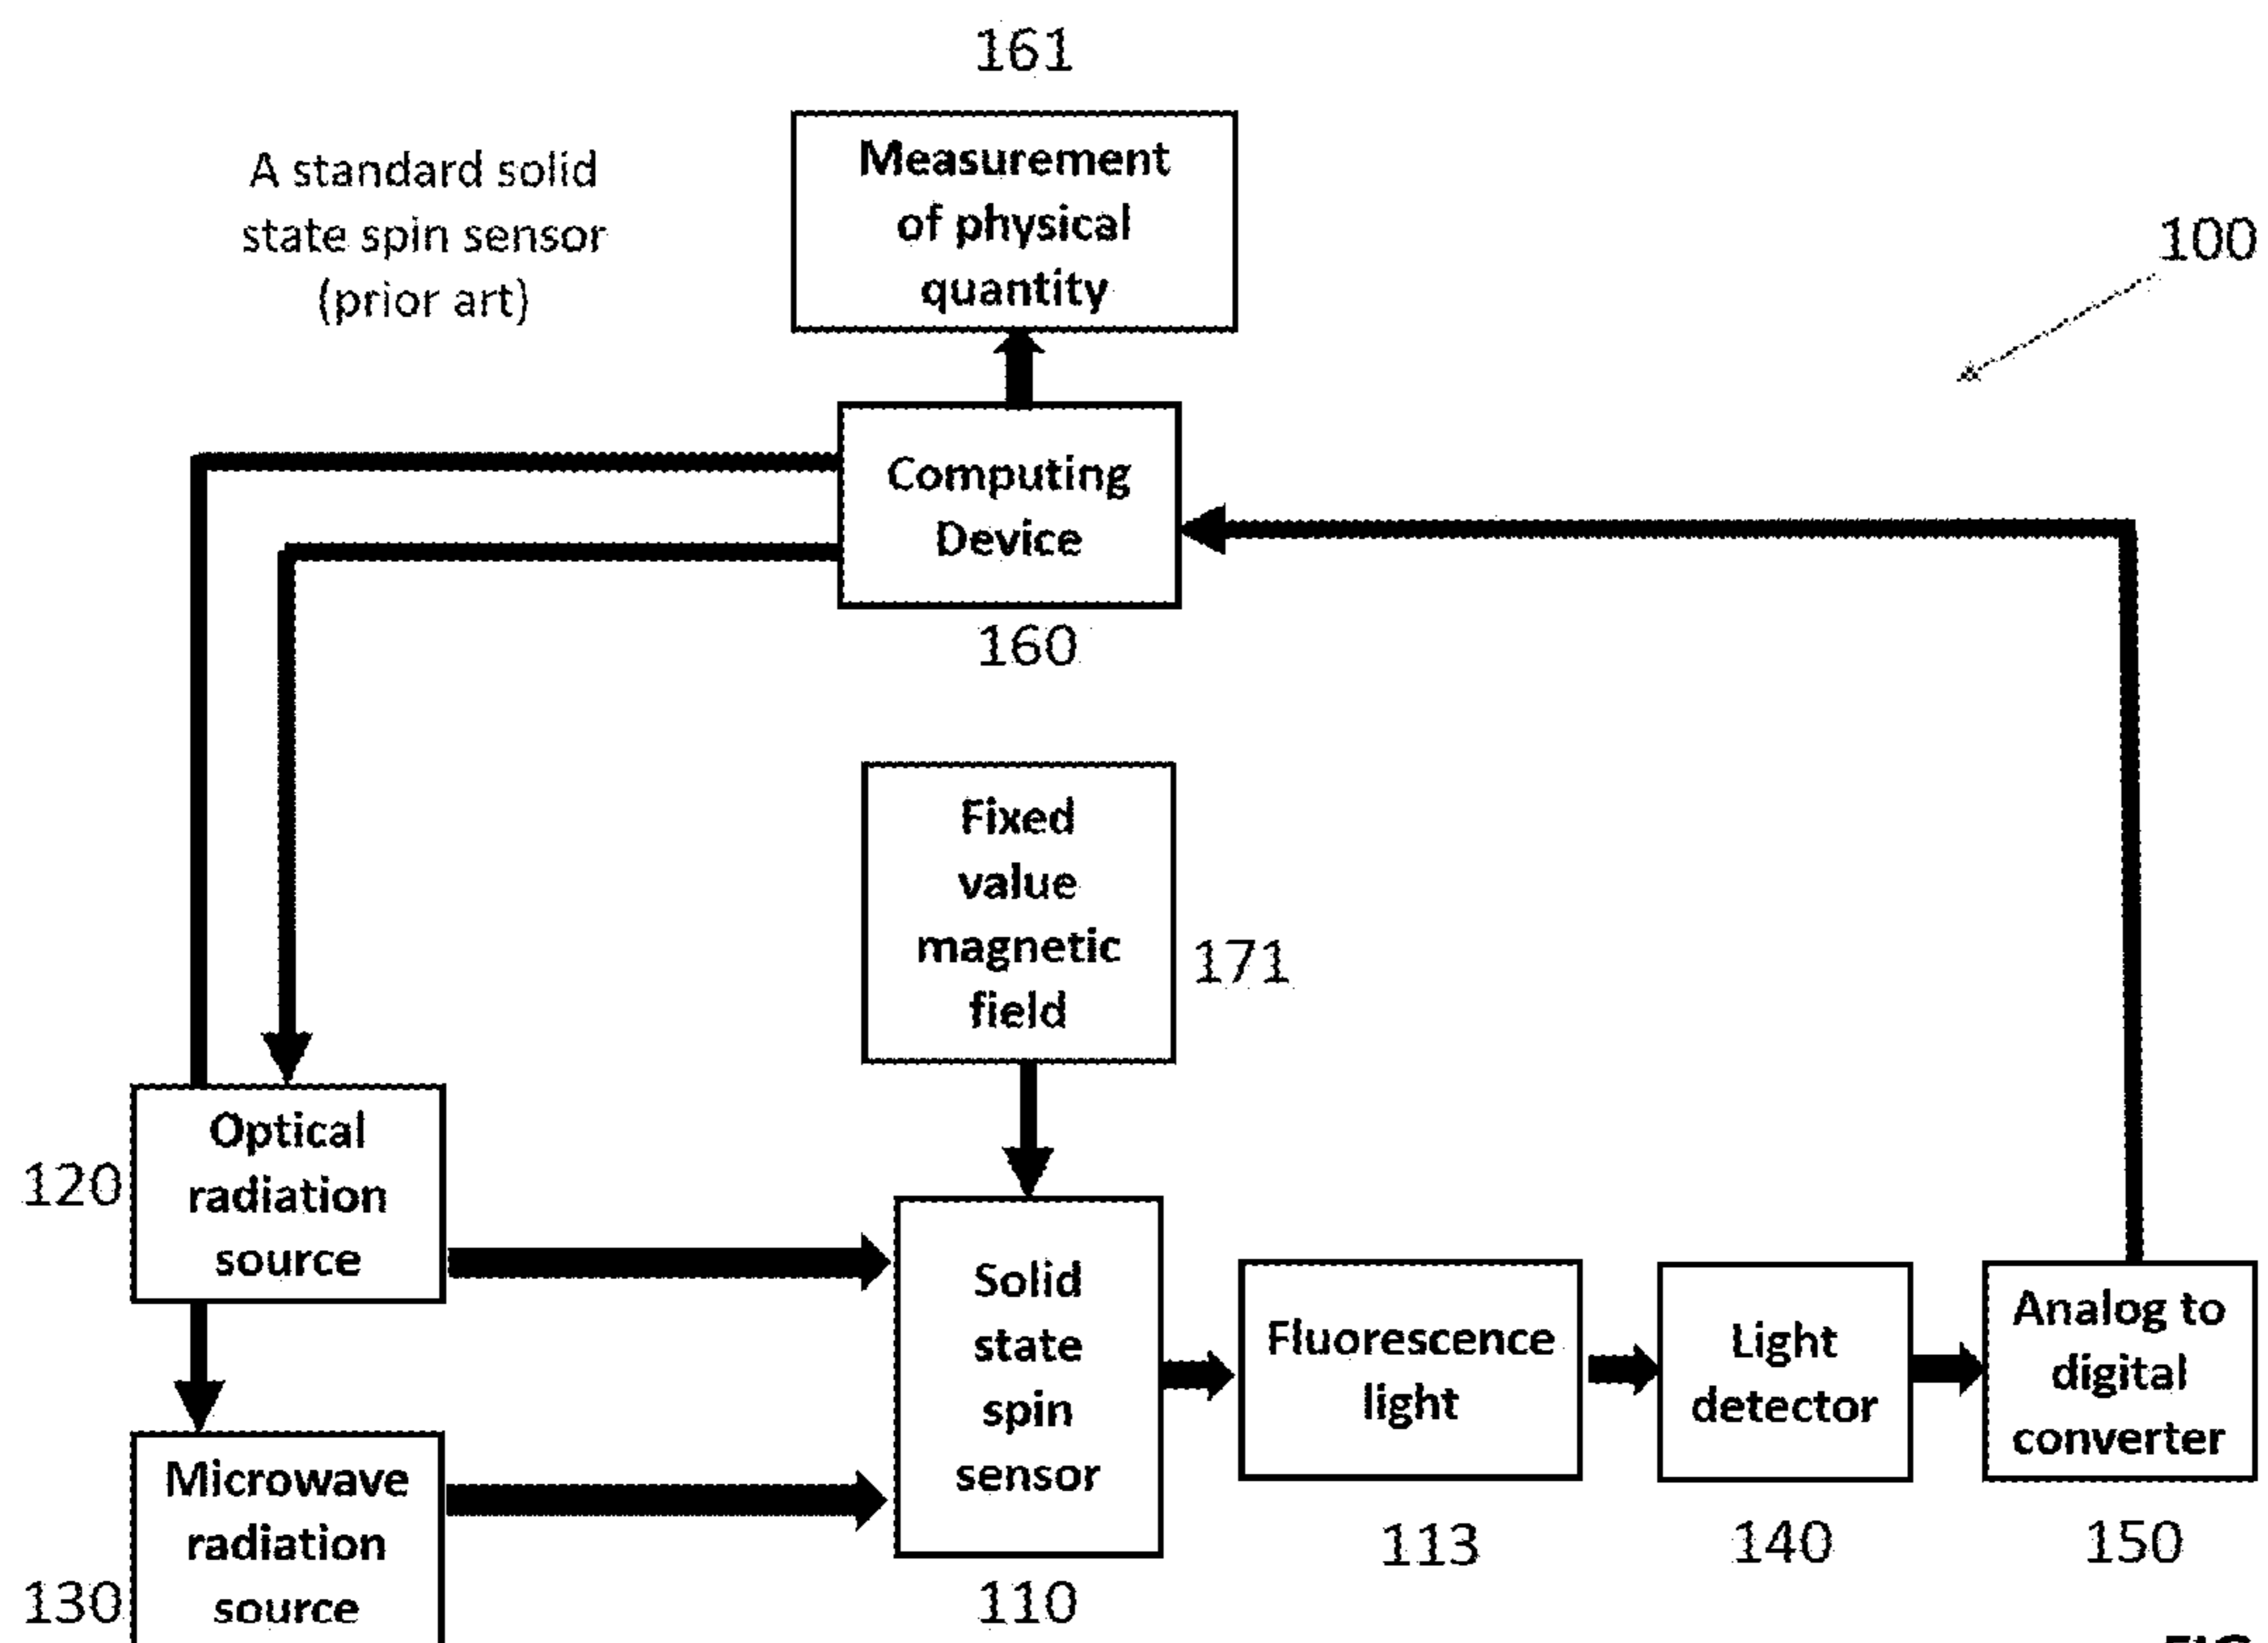 161
A standard solid
state spin sensor
(prior art)
Measurement
of physical
quantity
100
Computing
Device
160
Fixed
value
magnetic
field
171
120
Optical
radiation
source
Solid
state
spin
sensor
110
Fluorescence
light
113
Light
detector
140
Analog to
digital
converter
150
Microwave
radiation
source
130